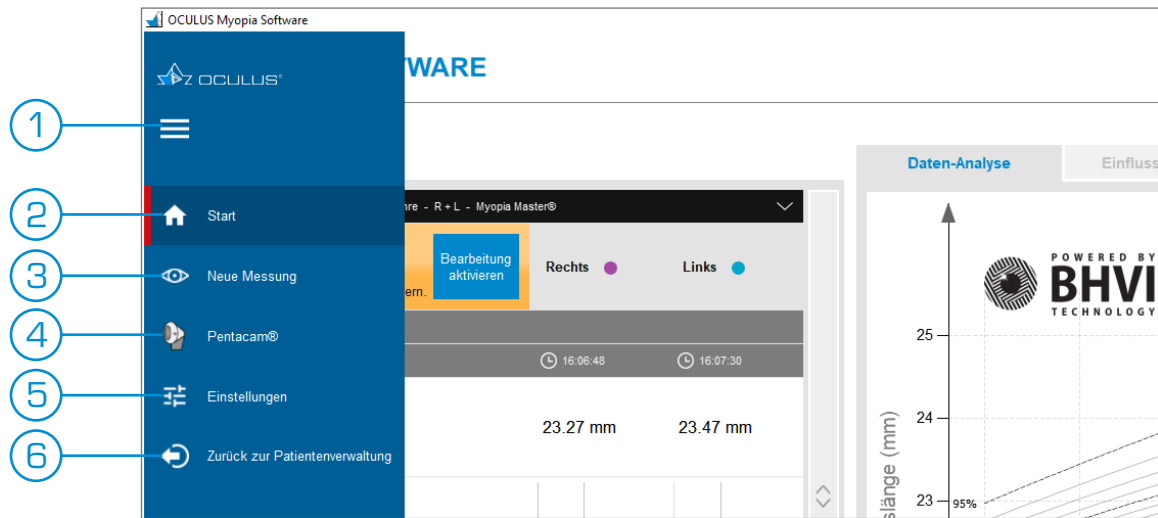 OCULUS Myopia Software
OCULUS®
WARE
1
2
Start
3
Neue Messung
4
Pentacam®
5
Einstellungen
6
Zurück zur Patientenverwaltung
- R + L - Myopia Master®
ern.
Bearbeitung
aktivieren
Rechts
Links
16:06:48
16:07:30
23.27 mm
23.47 mm
Daten-Analyse
Einfluss
POWERED BY
BHVI
TECHNOLOGY
25
24
23
95%
slänge (mm)